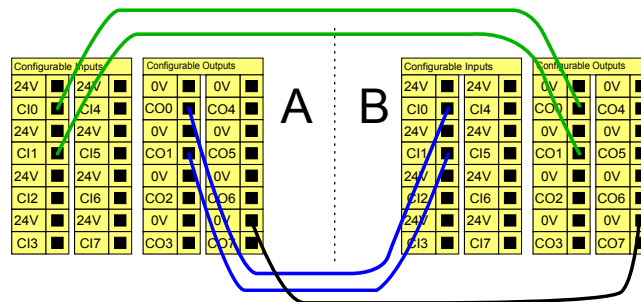 Configurable Inputs
24V 24V
CI0 CI4
24V 24V
CI1 CI5
24V 24V
CI2 CI6
24V 24V
CI3 CI7
Configurable Outputs
0V 0V
CO0 CO4
0V 0V
CO1 CO5
0V 0V
CO2 CO6
0V 0V
CO3 CO7
A
B
Configurable Inputs
24V 24V
CI0 CI4
24V 24V
CI1 CI5
24V 24V
CI2 CI6
24V 24V
CI3 CI7
Configurable Outputs
0V 0V
CO0 CO4
0V 0V
CO1 CO5
0V 0V
CO2 CO6
0V 0V
CO3 CO7